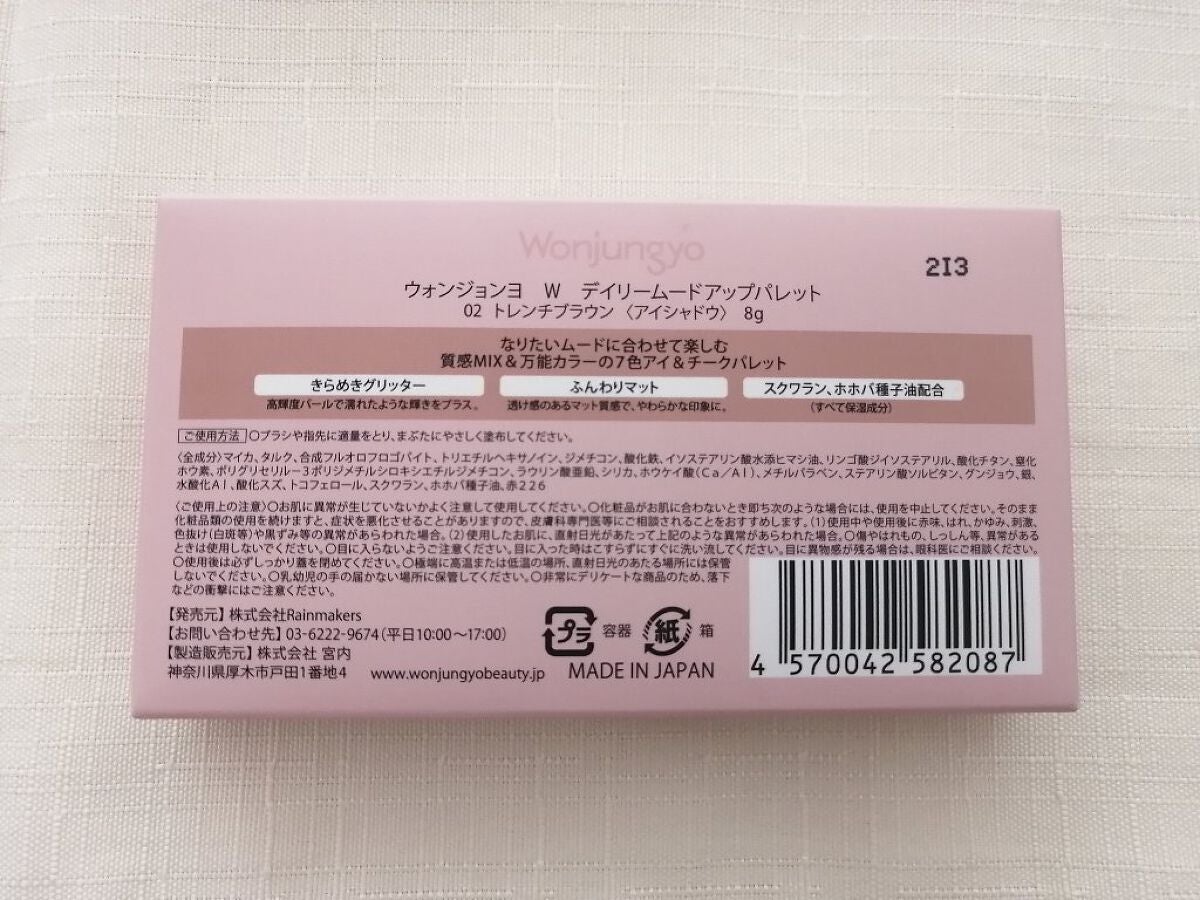 Wonjungyo
2I3
ウォンジョンヨ W デイリームードアップパレット
02 トレンチブラウン 〈アイシャドウ〉 8g
なりたいムードに合わせて楽しむ
質感MIX&万能カラーの7色アイ&チークパレット
きらめきグリッター
ふんわりマット
スクワラン、ホホバ種子油配合
高輝度パールで濡れたような輝きをプラス。
透け感のあるマット質感で、やわらかな印象に。
(すべて保湿成分)
ご使用方法 ○ブラシや指先に適量をとり、まぶたにやさしく塗布してください。
〈全成分〉マイカ、タルク、合成フルオロフロゴパイト、トリエチルヘキサノイン、ジメチコン、酸化鉄、イソステアリン酸水添ヒマシ油、リンゴ酸ジイソステアリル、酸化チタン、窒化
ホウ素、ポリグリセリル-3ポリジメチルシロキシエチルジメチコン、ラウリン酸亜鉛、シリカ、ホウケイ酸(Ca/Al)、メチルパラベン、ステアリン酸ソルビタン、グンジョウ、銀、
水酸化Al、酸化スズ、トコフェロール、スクワラン、ホホバ種子油、赤226
〈ご使用上の注意〉○お肌に異常が生じていないかよく注意して使用してください。○化粧品がお肌に合わないとき即ち次のような場合には、使用を中止してください。そのまま
化粧品類の使用を続けますと、症状を悪化させることがありますので、皮膚科専門医等にご相談されることをおすすめします。(1)使用中や使用後に赤味、はれ、かゆみ、刺激、
色抜け(白斑等)や黒ずみ等の異常があらわれた場合。(2)使用したお肌に、直射日光があたって上記のような異常があらわれた場合。○傷やはれもの、しっしん等、異常がある
ときは使用しないでください。○目に入らないようご注意ください。目に入った時はこすらずにすぐに洗い流してください。目に異物感が残る場合は、眼科医にご相談ください。
○使用後は必ずしっかり蓋を閉めてください。○極端に高温または低温の場所、直射日光のあたる場所には保管
しないでください。○乳幼児の手の届かない場所に保管してください。○非常にデリケートな商品のため、落下
などの衝撃にはご注意ください。
【発売元】株式会社Rainmakers
【お問い合わせ先】03-6222-9674(平日10:00〜17:00)
【製造販売元】株式会社 宮内
神奈川県厚木市戸田1番地4 www.wonjungyobeauty.jp
プラ 容器 紙 箱
MADE IN JAPAN
4 570042 582087